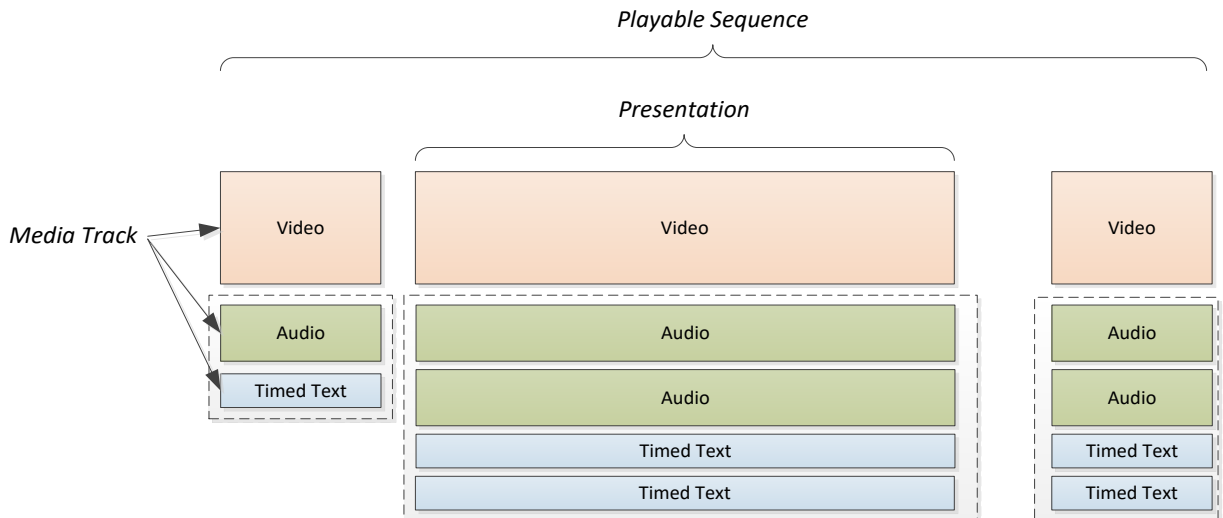 Playable Sequence
Presentation
Media Track
Video
Video
Video
Audio
Audio
Audio
Timed Text
Audio
Audio
Timed Text
Timed Text
Timed Text
Timed Text